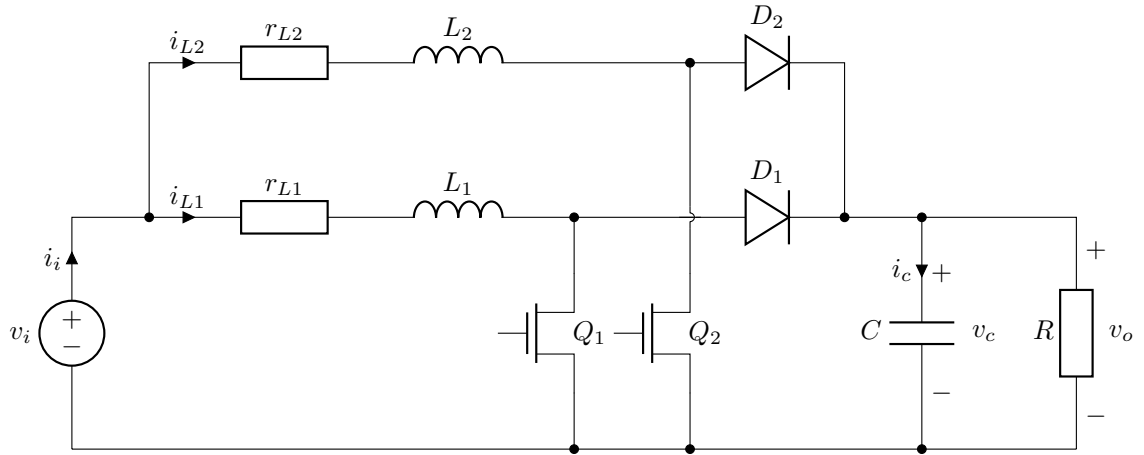 D_2
i_{L2}
r_{L2}
L_2
D_1
i_{L1}
r_{L1}
L_1
i_i
i_c
+
+
v_i
+
−
Q_1
Q_2
C
v_c
R
v_o
−
−